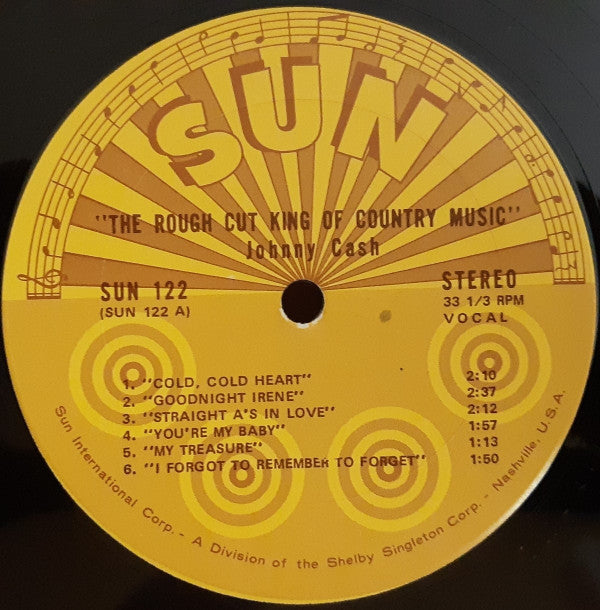 SUN
"THE ROUGH CUT KING OF COUNTRY MUSIC"
Johnny Cash
SUN 122
(SUN 122 A)
STEREO
33 1/3 RPM
VOCAL
1. "COLD, COLD HEART" 2:10
2. "GOODNIGHT IRENE" 2:37
3. "STRAIGHT A'S IN LOVE" 2:12
4. "YOU'RE MY BABY" 1:57
5. "MY TREASURE" 1:13
6. "I FORGOT TO REMEMBER TO FORGET" 1:50
Sun International Corp. - A Division of the Shelby Singleton Corp. - Nashville, U.S.A.